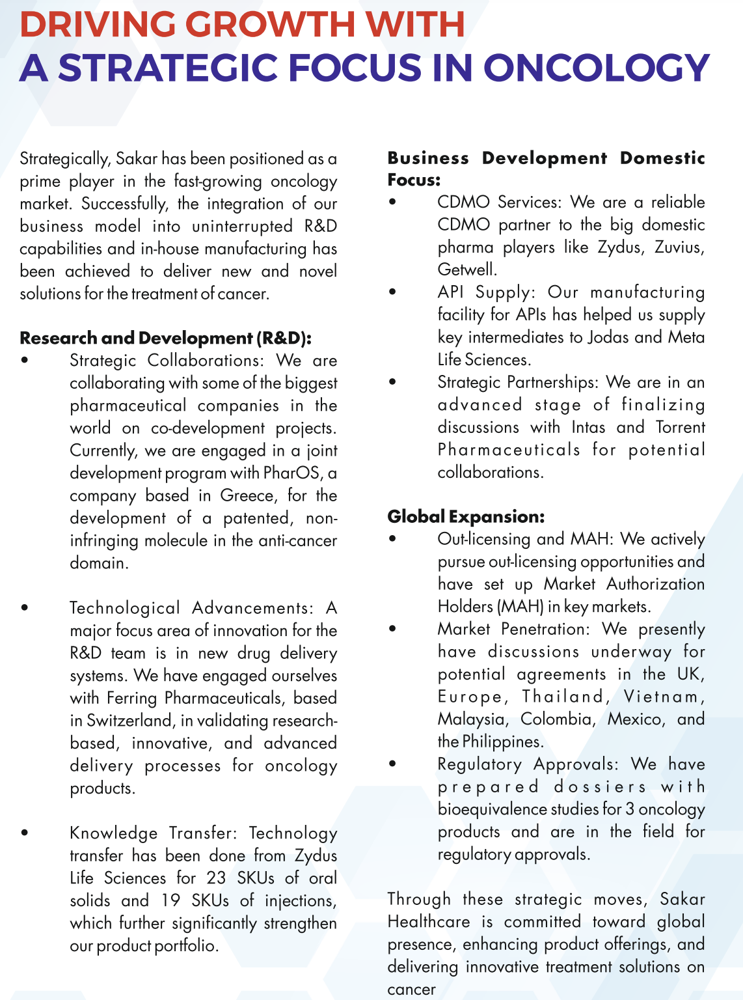 DRIVING GROWTH WITH
A STRATEGIC FOCUS IN ONCOLOGY
Strategically, Sakar has been positioned as a
prime player in the fast-growing oncology
market. Successfully, the integration of our
business model into uninterrupted R&D
capabilities and in-house manufacturing has
been achieved to deliver new and novel
solutions for the treatment of cancer.
Research and Development (R&D):
• Strategic Collaborations: We are
collaborating with some of the biggest
pharmaceutical companies in the
world on co-development projects.
Currently, we are engaged in a joint
development program with PharOS, a
company based in Greece, for the
development of a patented, non-
infringing molecule in the anti-cancer
domain.
• Technological Advancements: A
major focus area of innovation for the
R&D team is in new drug delivery
systems. We have engaged ourselves
with Ferring Pharmaceuticals, based
in Switzerland, in validating research-
based, innovative, and advanced
delivery processes for oncology
products.
• Knowledge Transfer: Technology
transfer has been done from Zydus
Life Sciences for 23 SKUs of oral
solids and 19 SKUs of injections,
which further significantly strengthen
our product portfolio.
Business Development Domestic
Focus:
• CDMO Services: We are a reliable
CDMO partner to the big domestic
pharma players like Zydus, Zuvius,
Getwell.
• API Supply: Our manufacturing
facility for APIs has helped us supply
key intermediates to Jodas and Meta
Life Sciences.
• Strategic Partnerships: We are in an
advanced stage of finalizing
discussions with Intas and Torrent
Pharmaceuticals for potential
collaborations.
Global Expansion:
• Out-licensing and MAH: We actively
pursue out-licensing opportunities and
have set up Market Authorization
Holders (MAH) in key markets.
• Market Penetration: We presently
have discussions underway for
potential agreements in the UK,
Europe, Thailand, Vietnam,
Malaysia, Colombia, Mexico, and
the Philippines.
• Regulatory Approvals: We have
prepared dossiers with
bioequivalence studies for 3 oncology
products and are in the field for
regulatory approvals.
Through these strategic moves, Sakar
Healthcare is committed toward global
presence, enhancing product offerings, and
delivering innovative treatment solutions on
cancer